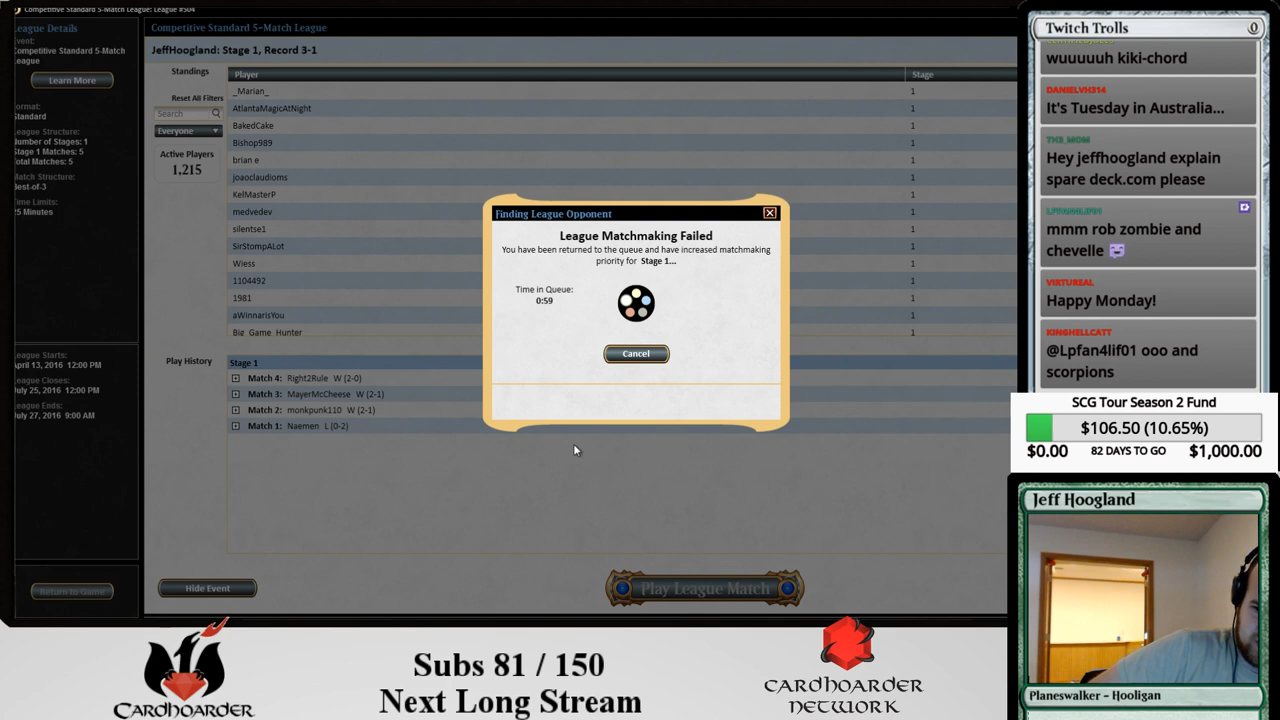 Competitive Standard 5-Match League: League #504
League Details
Event:
Competitive Standard 5-Match
League
Learn More
Format:
Standard
League Structure:
Number of Stages: 1
Stage 1 Matches: 5
Total Matches: 5
Match Structure:
Best-of-3
Time Limits:
25 Minutes
League Starts:
April 13, 2016 12:00 PM
League Closes:
July 25, 2016 12:00 PM
League Ends:
July 27, 2016 9:00 AM
Return to Game
Competitive Standard 5-Match League
JeffHoogland: Stage 1, Record 3-1
Standings
Reset All Filters
Search
Everyone
Active Players
1,215
Player Stage
_Marian_ 1
AtlantaMagicAtNight 1
BakedCake 1
Bishop989 1
brian e 1
joaoclaudioms 1
KelMasterP 1
medvedev 1
silentse1 1
SirStompALot 1
Wiess 1
1104492 1
1981 1
aWinnarisYou 1
Big_Game_Hunter 1
Play History
Stage 1
Match 4: Right2Rule W (2-0)
Match 3: MayerMcCheese W (2-1)
Match 2: monkpunk110 W (2-1)
Match 1: Naemen L (0-2)
Hide Event
Play League Match
Finding League Opponent
League Matchmaking Failed
You have been returned to the queue and have increased matchmaking
priority for Stage 1...
Time in Queue:
0:59
Cancel
Twitch Trolls 0
wuuuuuh kiki-chord
DANIELVH314
It's Tuesday in Australia...
TH3_MOM
Hey jeffhoogland explain
spare deck.com please
LPFAN4LIF01
mmm rob zombie and
chevelle
VIRTUREAL
Happy Monday!
KINGHELLCATT
@Lpfan4lif01 ooo and
scorpions
SCG Tour Season 2 Fund
$106.50 (10.65%)
$0.00 82 DAYS TO GO $1,000.00
Jeff Hoogland
Planeswalker – Hooligan
CARDHOARDER
Subs 81 / 150
Next Long Stream
CARDHOARDER
NETWORK